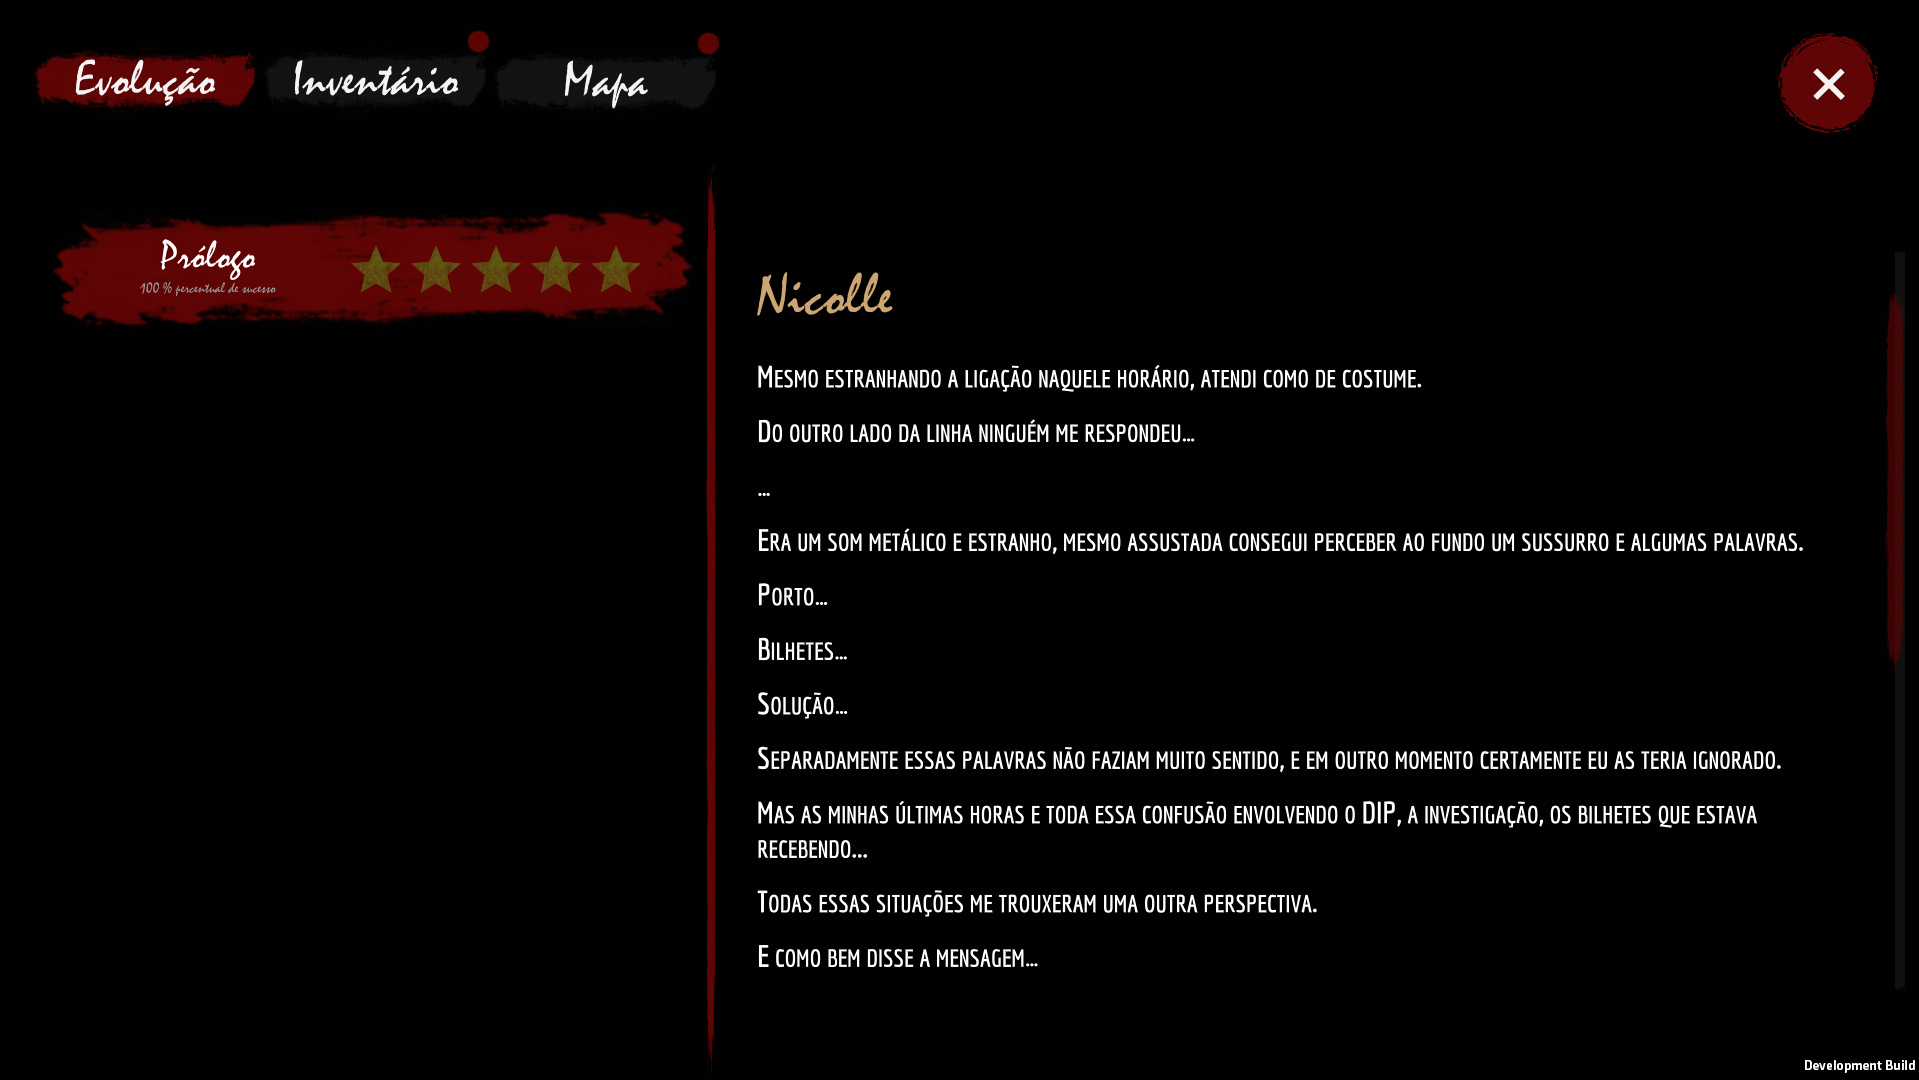 Evolução
Inventário
Mapa
Prólogo
100 % percentual de sucesso
Nicolle
Mesmo estranhando a ligação naquele horário, atendi como de costume.
Do outro lado da linha ninguém me respondeu...
...
Era um som metálico e estranho, mesmo assustada consegui perceber ao fundo um sussurro e algumas palavras.
Porto...
Bilhetes...
Solução...
Separadamente essas palavras não faziam muito sentido, e em outro momento certamente eu as teria ignorado.
Mas as minhas últimas horas e toda essa confusão envolvendo o DIP, a investigação, os bilhetes que estava
recebendo...
Todas essas situações me trouxeram uma outra perspectiva.
E como bem disse a mensagem...
Development Build